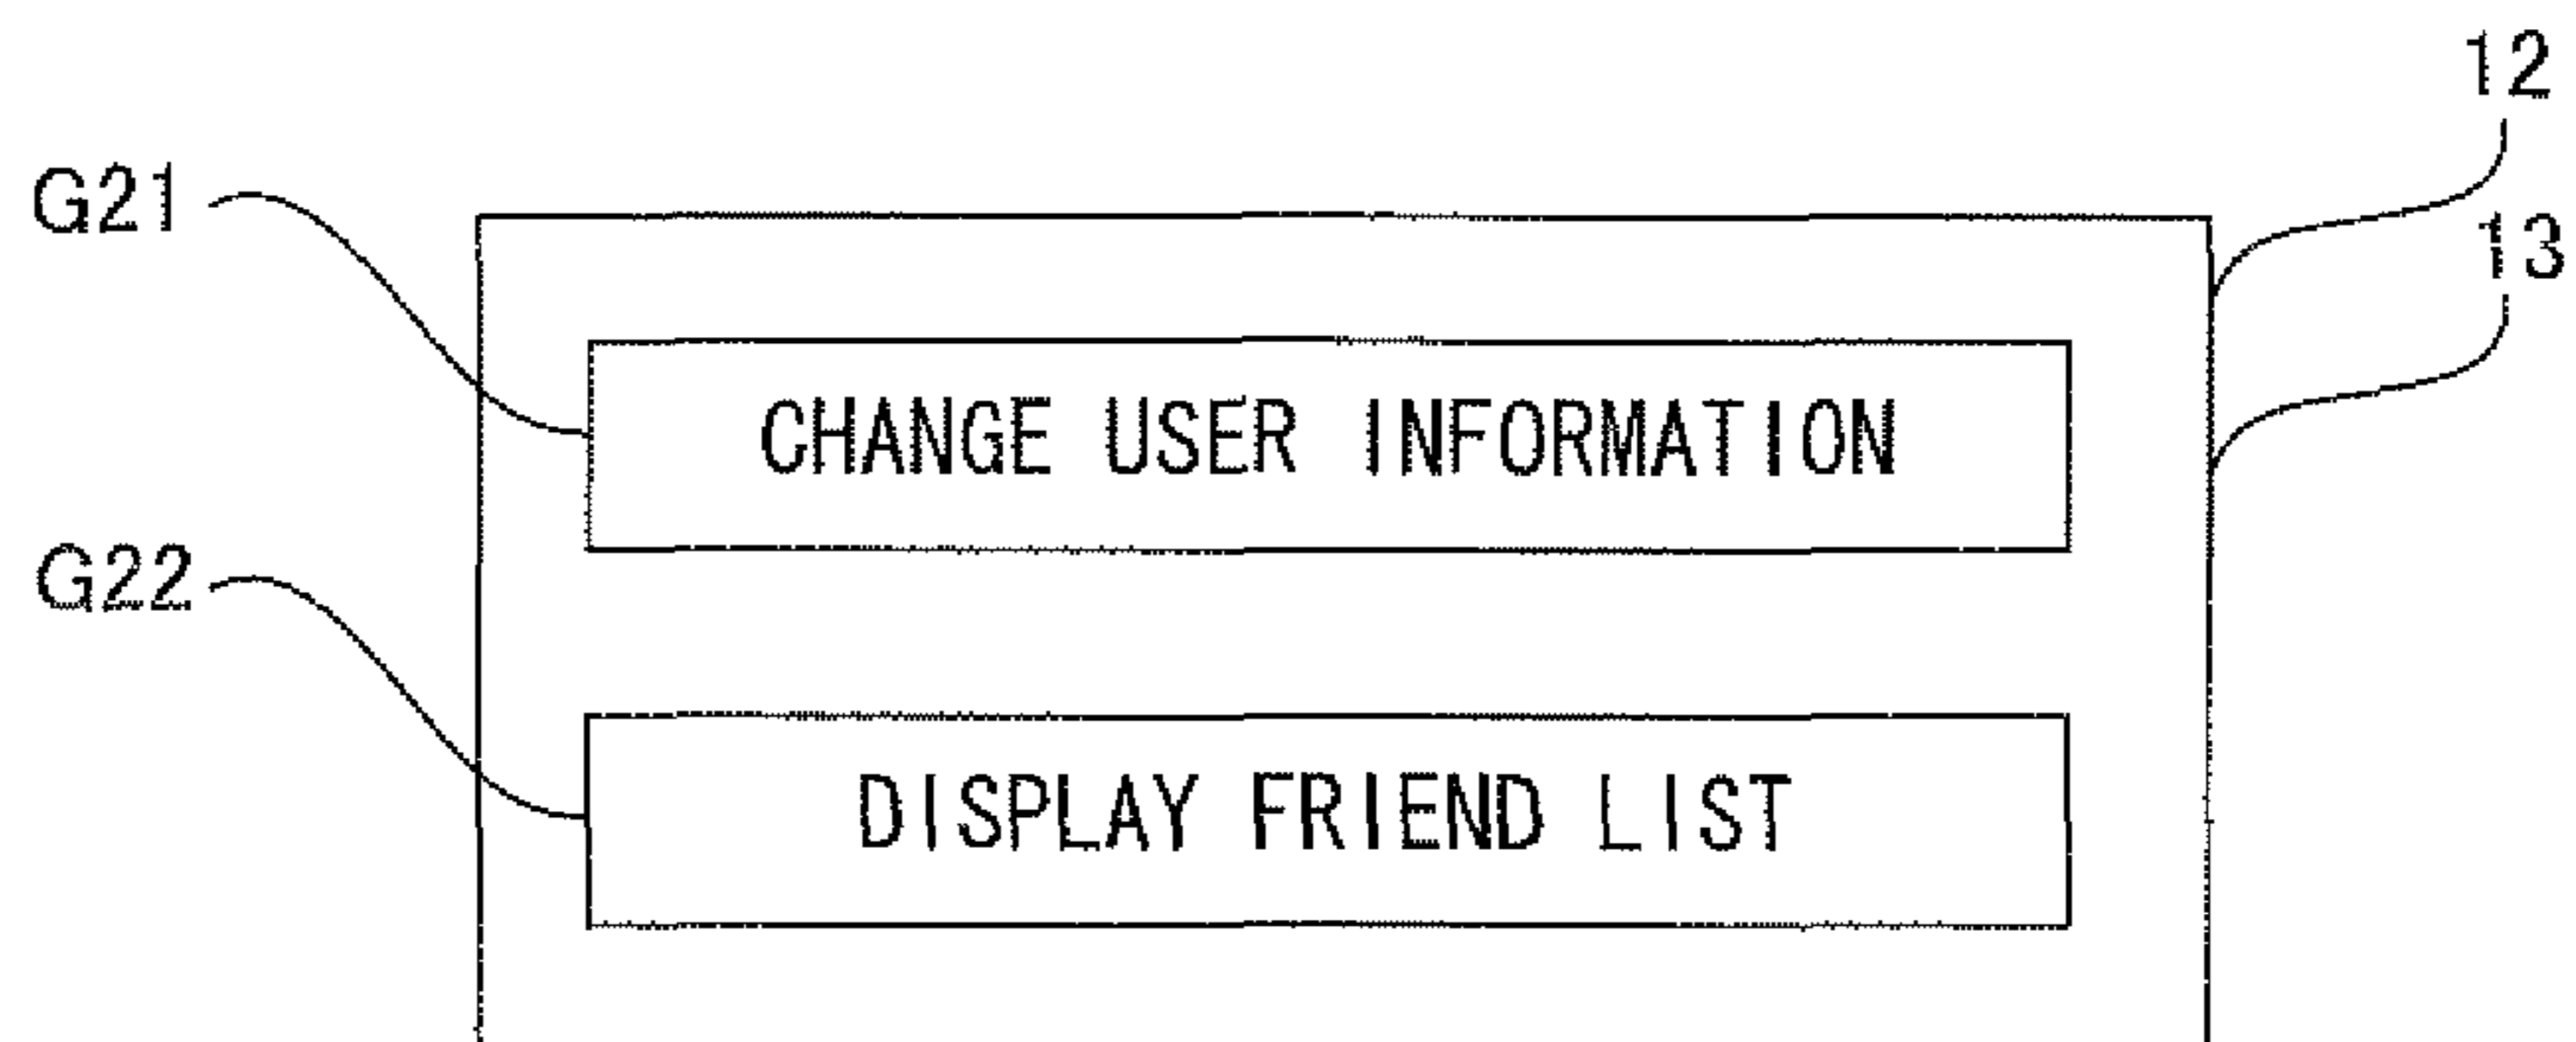 12
G21
13
CHANGE USER INFORMATION
G22
DISPLAY FRIEND LIST